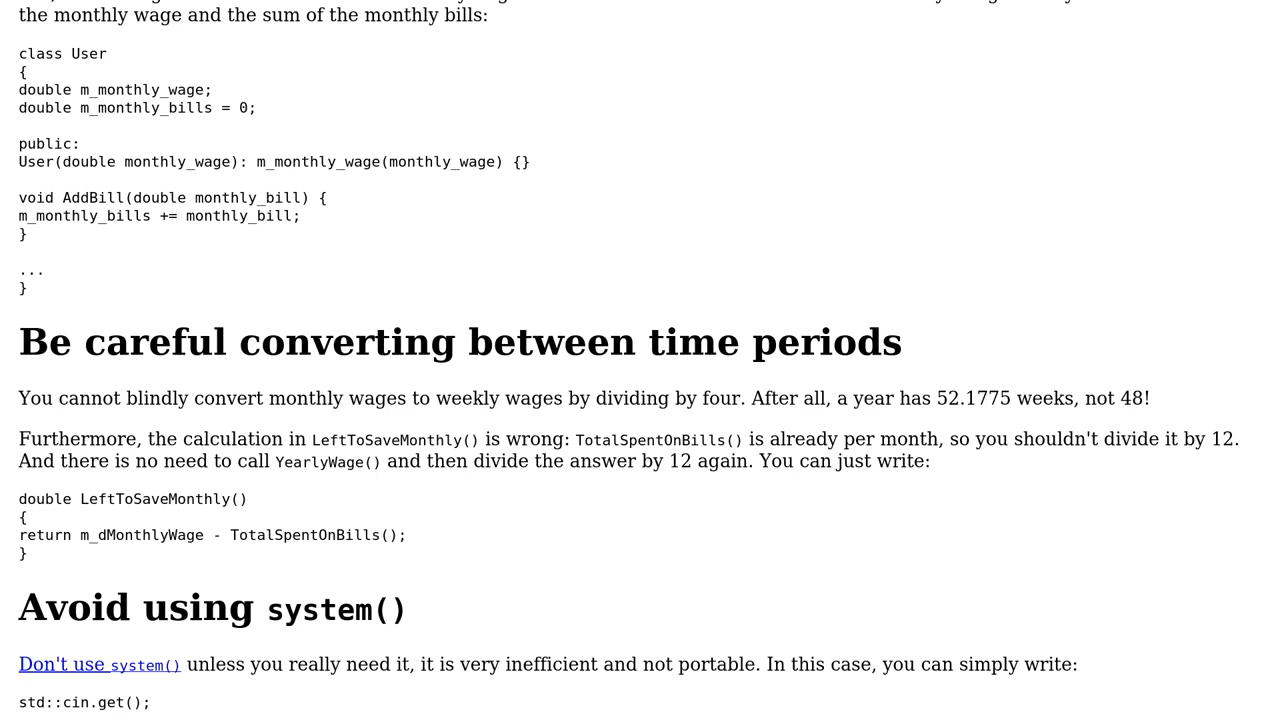 the monthly wage and the sum of the monthly bills:
class User
{
double m_monthly_wage;
double m_monthly_bills = 0;
public:
User(double monthly_wage): m_monthly_wage(monthly_wage) {}
void AddBill(double monthly_bill) {
m_monthly_bills += monthly_bill;
}
...
}
Be careful converting between time periods
You cannot blindly convert monthly wages to weekly wages by dividing by four. After all, a year has 52.1775 weeks, not 48!
Furthermore, the calculation in LeftToSaveMonthly() is wrong: TotalSpentOnBills() is already per month, so you shouldn't divide it by 12.
And there is no need to call YearlyWage() and then divide the answer by 12 again. You can just write:
double LeftToSaveMonthly()
{
return m_dMonthlyWage - TotalSpentOnBills();
}
Avoid using system()
Don't use system() unless you really need it, it is very inefficient and not portable. In this case, you can simply write:
std::cin.get();